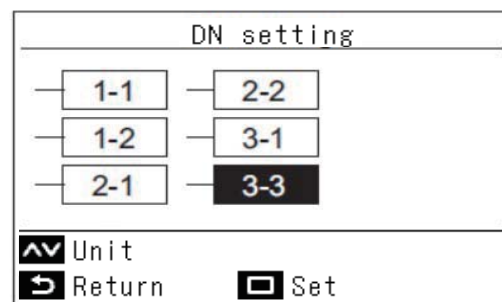 DN setting
1-1 2-2
1-2 3-1
2-1 3-3
Unit
Return Set